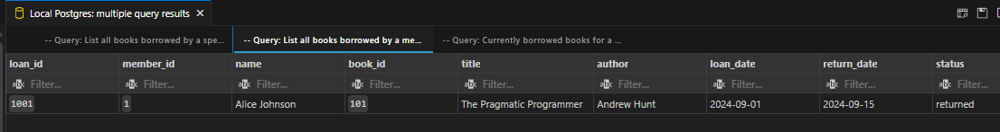 Local Postgres: multiple query results
-- Query: List all books borrowed by a spe... -- Query: List all books borrowed by a me... -- Query: Currently borrowed books for a ...
loan_id member_id name book_id title author loan_date return_date status
Filter... Filter... Filter... Filter... Filter... Filter... Filter... Filter... Filter...
1001 1 Alice Johnson 101 The Pragmatic Programmer Andrew Hunt 2024-09-01 2024-09-15 returned